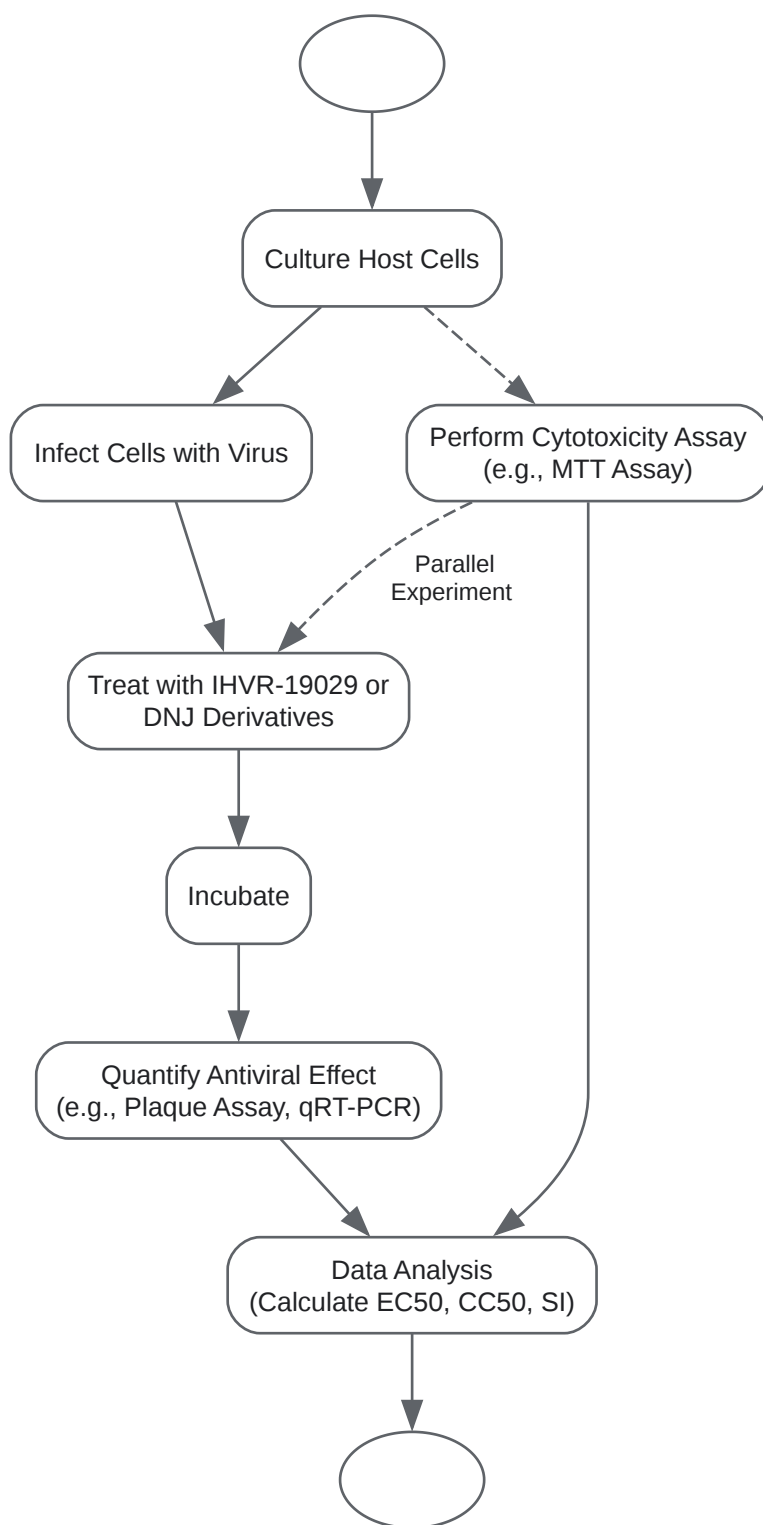 Culture Host Cells
Infect Cells with Virus
Perform Cytotoxicity Assay
(e.g., MTT Assay)
Parallel
Experiment
Treat with IHVR-19029 or
DNJ Derivatives
Incubate
Quantify Antiviral Effect
(e.g., Plaque Assay, qRT-PCR)
Data Analysis
(Calculate EC50, CC50, SI)